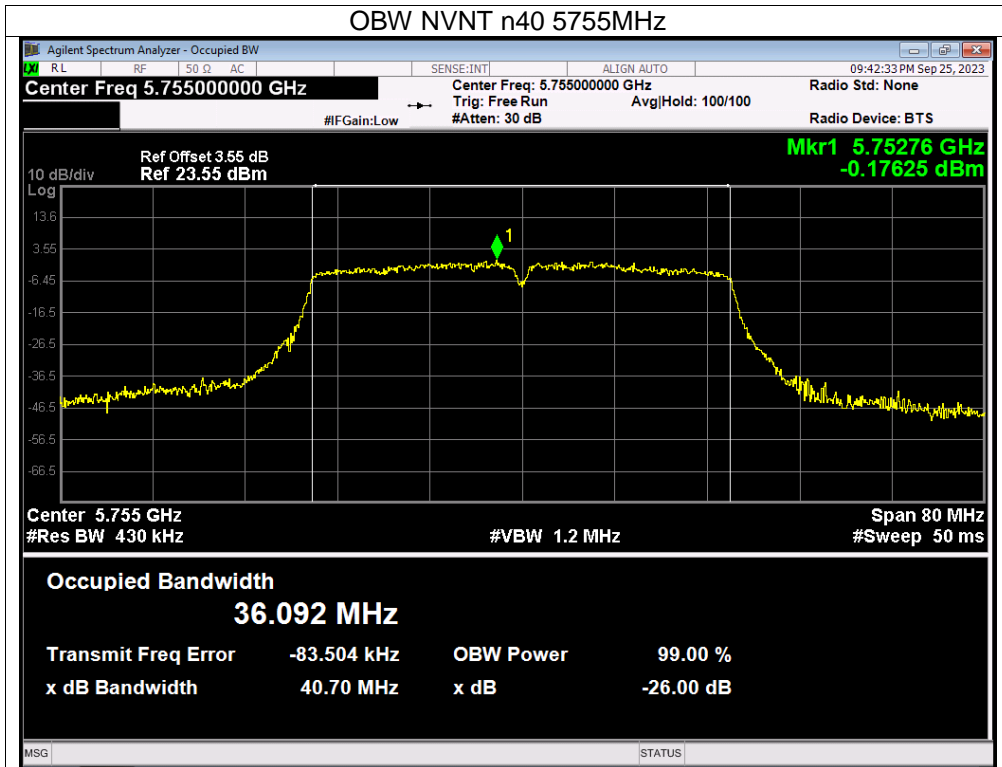 OBW NVNT n40 5755MHz
Agilent Spectrum Analyzer - Occupied BW
LXI RL RF 50 Ω AC SENSE:INT ALIGN AUTO 09:42:33 PM Sep 25, 2023
Center Freq 5.755000000 GHz Center Freq: 5.755000000 GHz Radio Std: None
Trig: Free Run Avg|Hold: 100/100
#IFGain:Low #Atten: 30 dB Radio Device: BTS
Ref Offset 3.55 dB Mkr1 5.75276 GHz
10 dB/div Ref 23.55 dBm -0.17625 dBm
Log
13.6
1
3.55
-6.45
-16.5
-26.5
-36.5
-46.5
-56.5
-66.5
Center 5.755 GHz Span 80 MHz
#Res BW 430 kHz #VBW 1.2 MHz #Sweep 50 ms
Occupied Bandwidth
36.092 MHz
Transmit Freq Error -83.504 kHz OBW Power 99.00 %
x dB Bandwidth 40.70 MHz x dB -26.00 dB
MSG STATUS